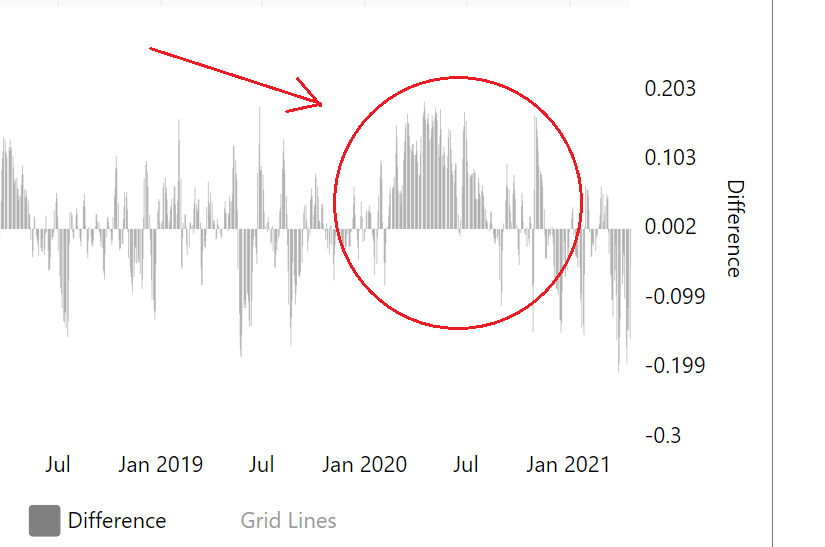 0.203
0.103
Difference
0.002
-0.099
-0.199
-0.3
Jul Jan 2019 Jul Jan 2020 Jul Jan 2021
Difference Grid Lines